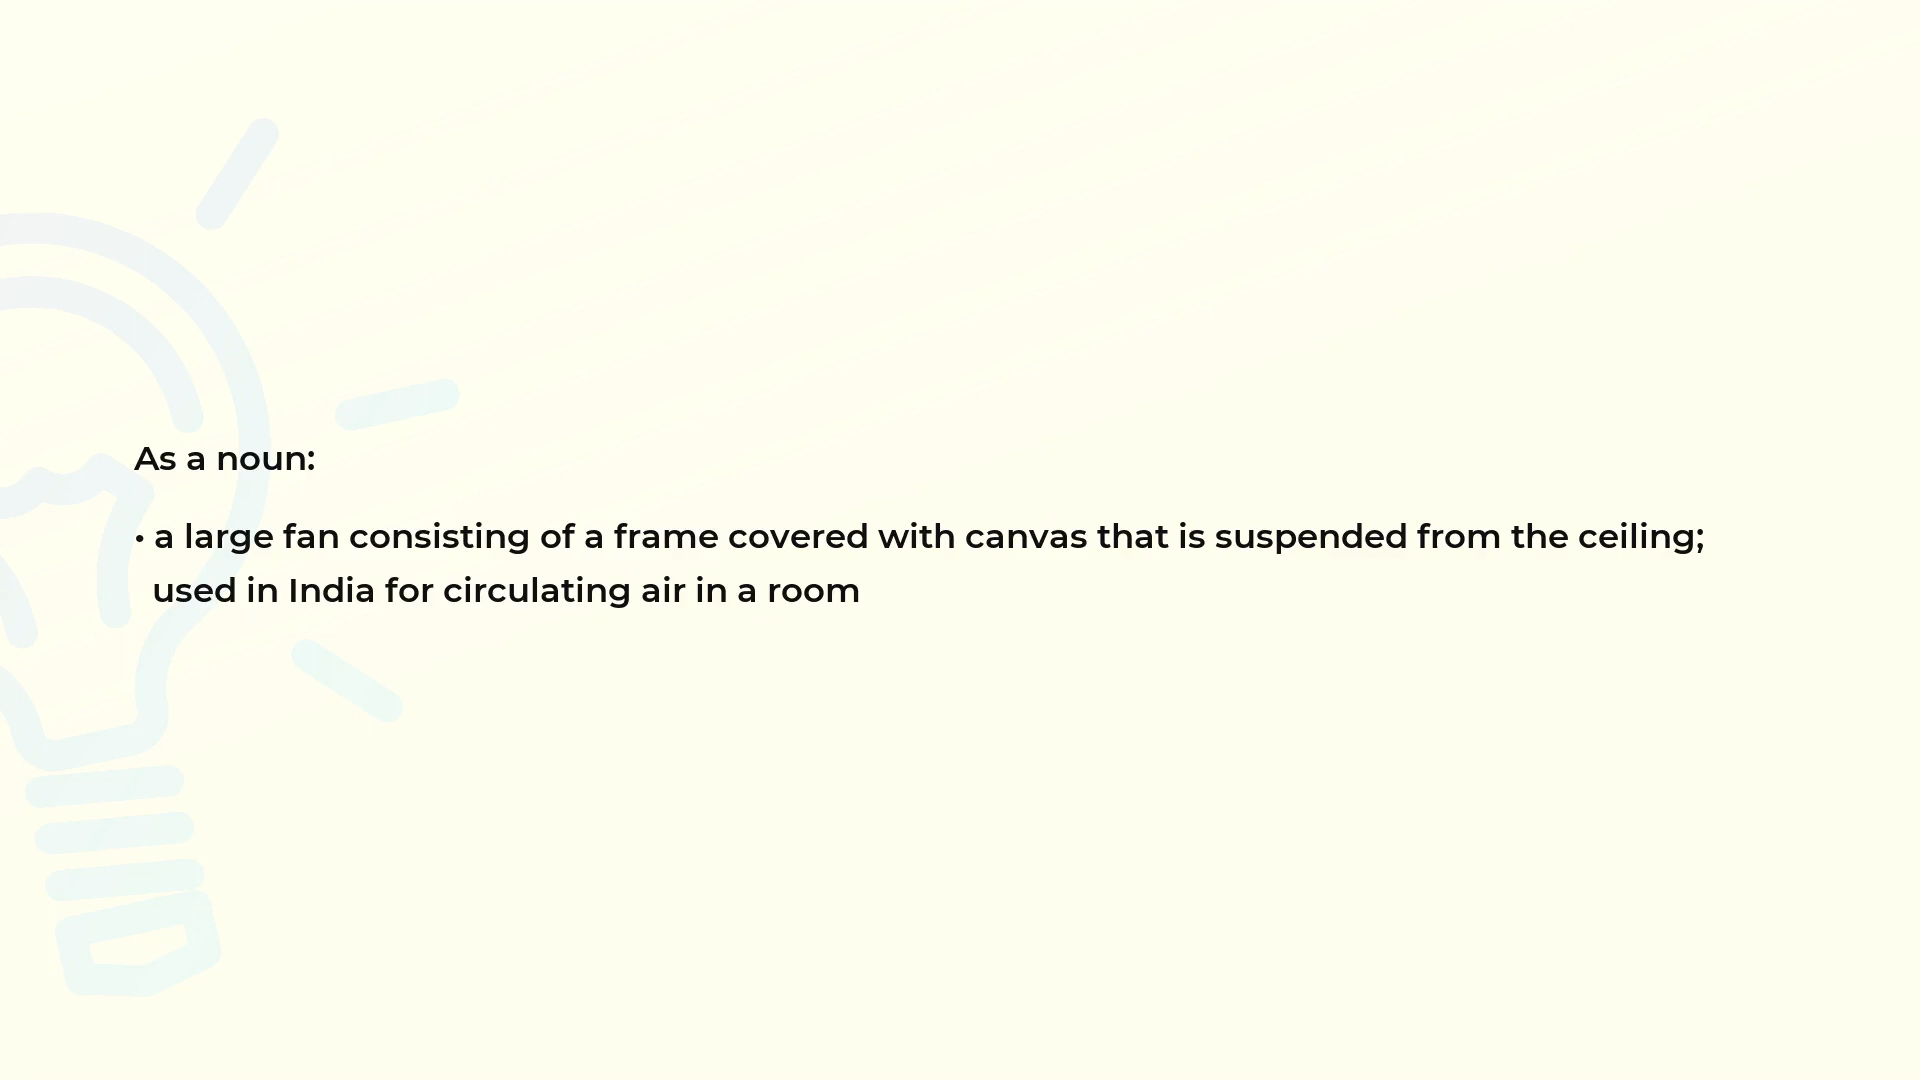 As a noun:
• a large fan consisting of a frame covered with canvas that is suspended from the ceiling;
used in India for circulating air in a room